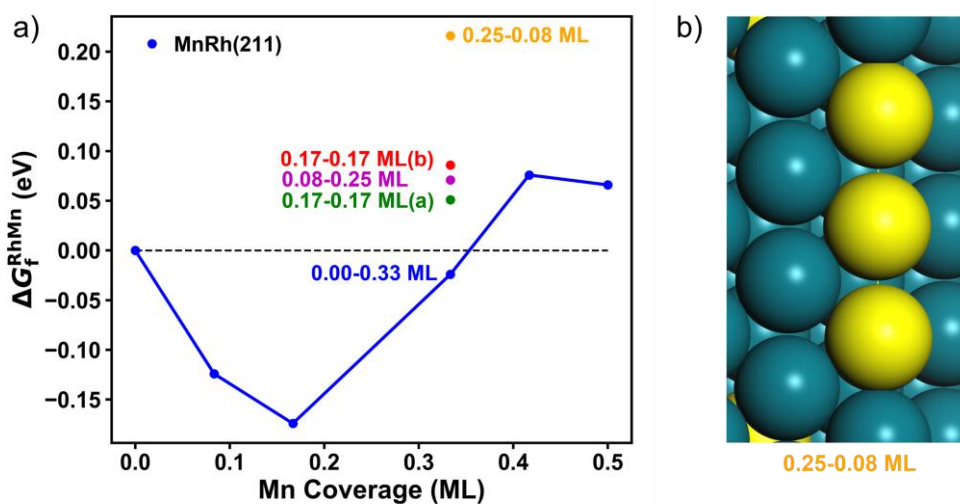 a)
b)
ΔG_f^RhMn (eV)
0.20
0.15
0.10
0.05
0.00
−0.05
−0.10
−0.15
MnRh(211)
0.25-0.08 ML
0.17-0.17 ML(b)
0.08-0.25 ML
0.17-0.17 ML(a)
0.00-0.33 ML
0.0 0.1 0.2 0.3 0.4 0.5
Mn Coverage (ML)
0.25-0.08 ML